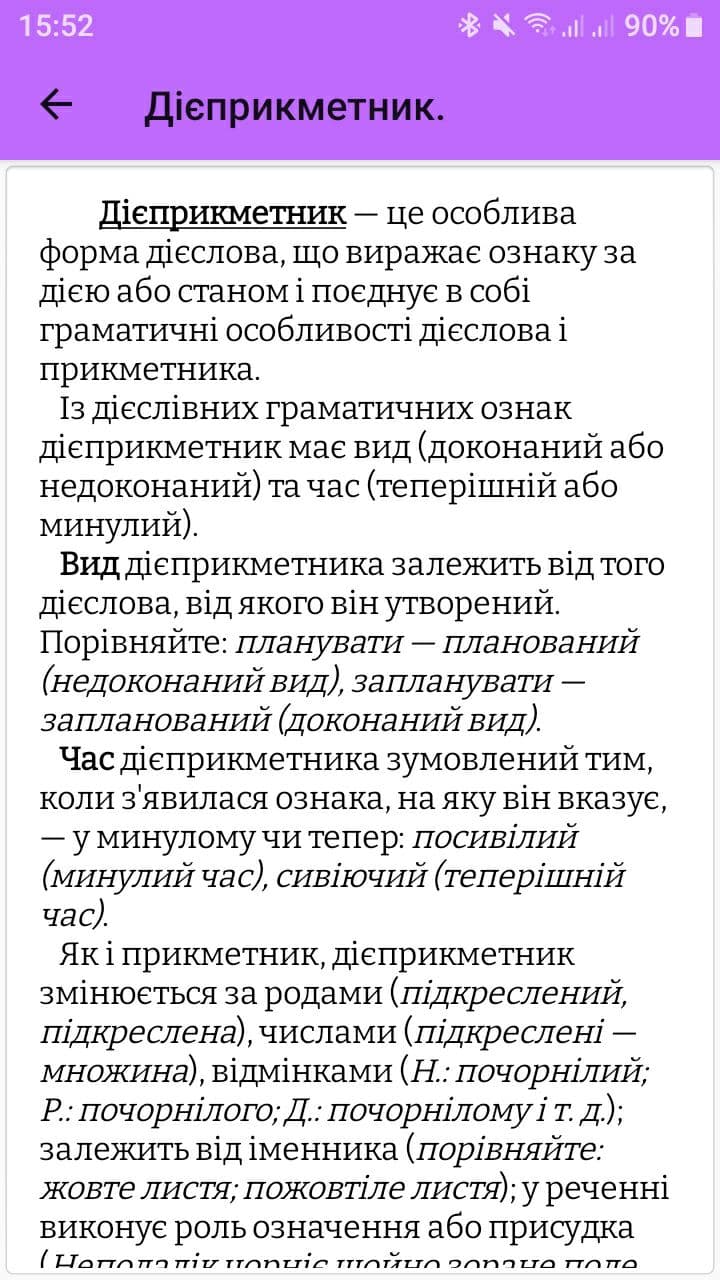 15:52
90%
Дієприкметник.
Дієприкметник — це особлива
форма дієслова, що виражає ознаку за
дією або станом і поєднує в собі
граматичні особливості дієслова і
прикметника.
Із дієслівних граматичних ознак
дієприкметник має вид (доконаний або
недоконаний) та час (теперішній або
минулий).
Вид дієприкметника залежить від того
дієслова, від якого він утворений.
Порівняйте: планувати — планований
(недоконаний вид), запланувати —
запланований (доконаний вид).
Час дієприкметника зумовлений тим,
коли з'явилася ознака, на яку він вказує,
— у минулому чи тепер: посивілий
(минулий час), сивіючий (теперішній
час).
Як і прикметник, дієприкметник
змінюється за родами (підкреслений,
підкреслена), числами (підкреслені —
множина), відмінками (Н.: почорнілий;
Р.: почорнілого; Д.: почорнілому і т. д.);
залежить від іменника (порівняйте:
жовте листя; пожовтіле листя); у реченні
виконує роль означення або присудка
(Неподалік чорніє щойно зоране поле